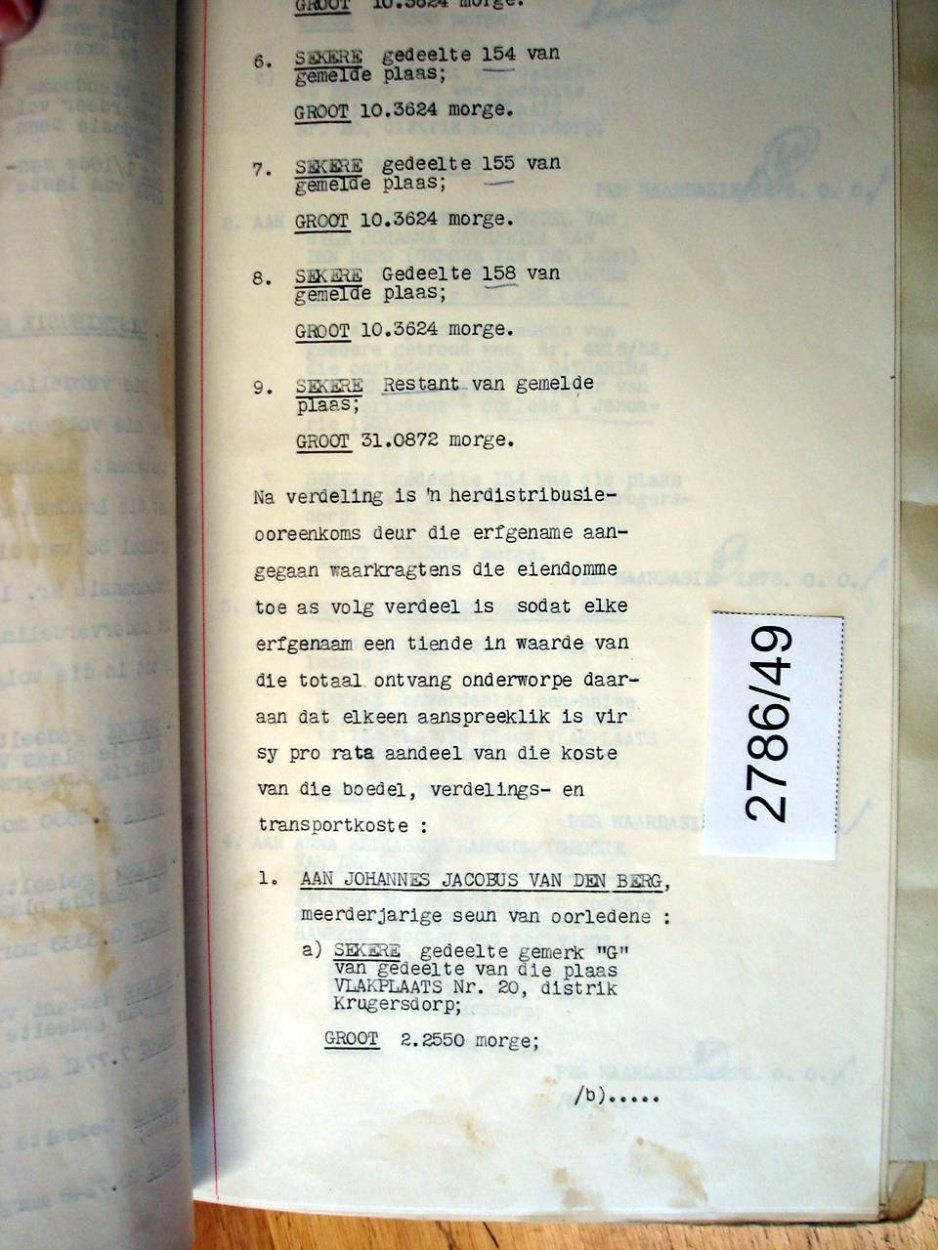 GROOT 10.3624 morge.
6. SEKERE gedeelte 154 van
gemelde plaas;
GROOT 10.3624 morge.
7. SEKERE gedeelte 155 van
gemelde plaas;
GROOT 10.3624 morge.
8. SEKERE Gedeelte 158 van
gemelde plaas;
GROOT 10.3624 morge.
9. SEKERE Restant van gemelde
plaas;
GROOT 31.0872 morge.
Na verdeling is 'n herdistribusie-
ooreenkoms deur die erfgename aan-
gegaan waarkragtens die eiendomme
toe as volg verdeel is sodat elke
erfgenaam een tiende in waarde van
die totaal ontvang onderworpe daar-
aan dat elkeen aanspreeklik is vir
sy pro rata aandeel van die koste
van die boedel, verdelings- en
transportkoste :
1. AAN JOHANNES JACOBUS VAN DEN BERG,
meerderjarige seun van oorledene :
a) SEKERE gedeelte gemerk "G"
van gedeelte van die plaas
VLAKPLAATS Nr. 20, distrik
Krugersdorp;
GROOT 2.2550 morge;
/b).....
2786/49